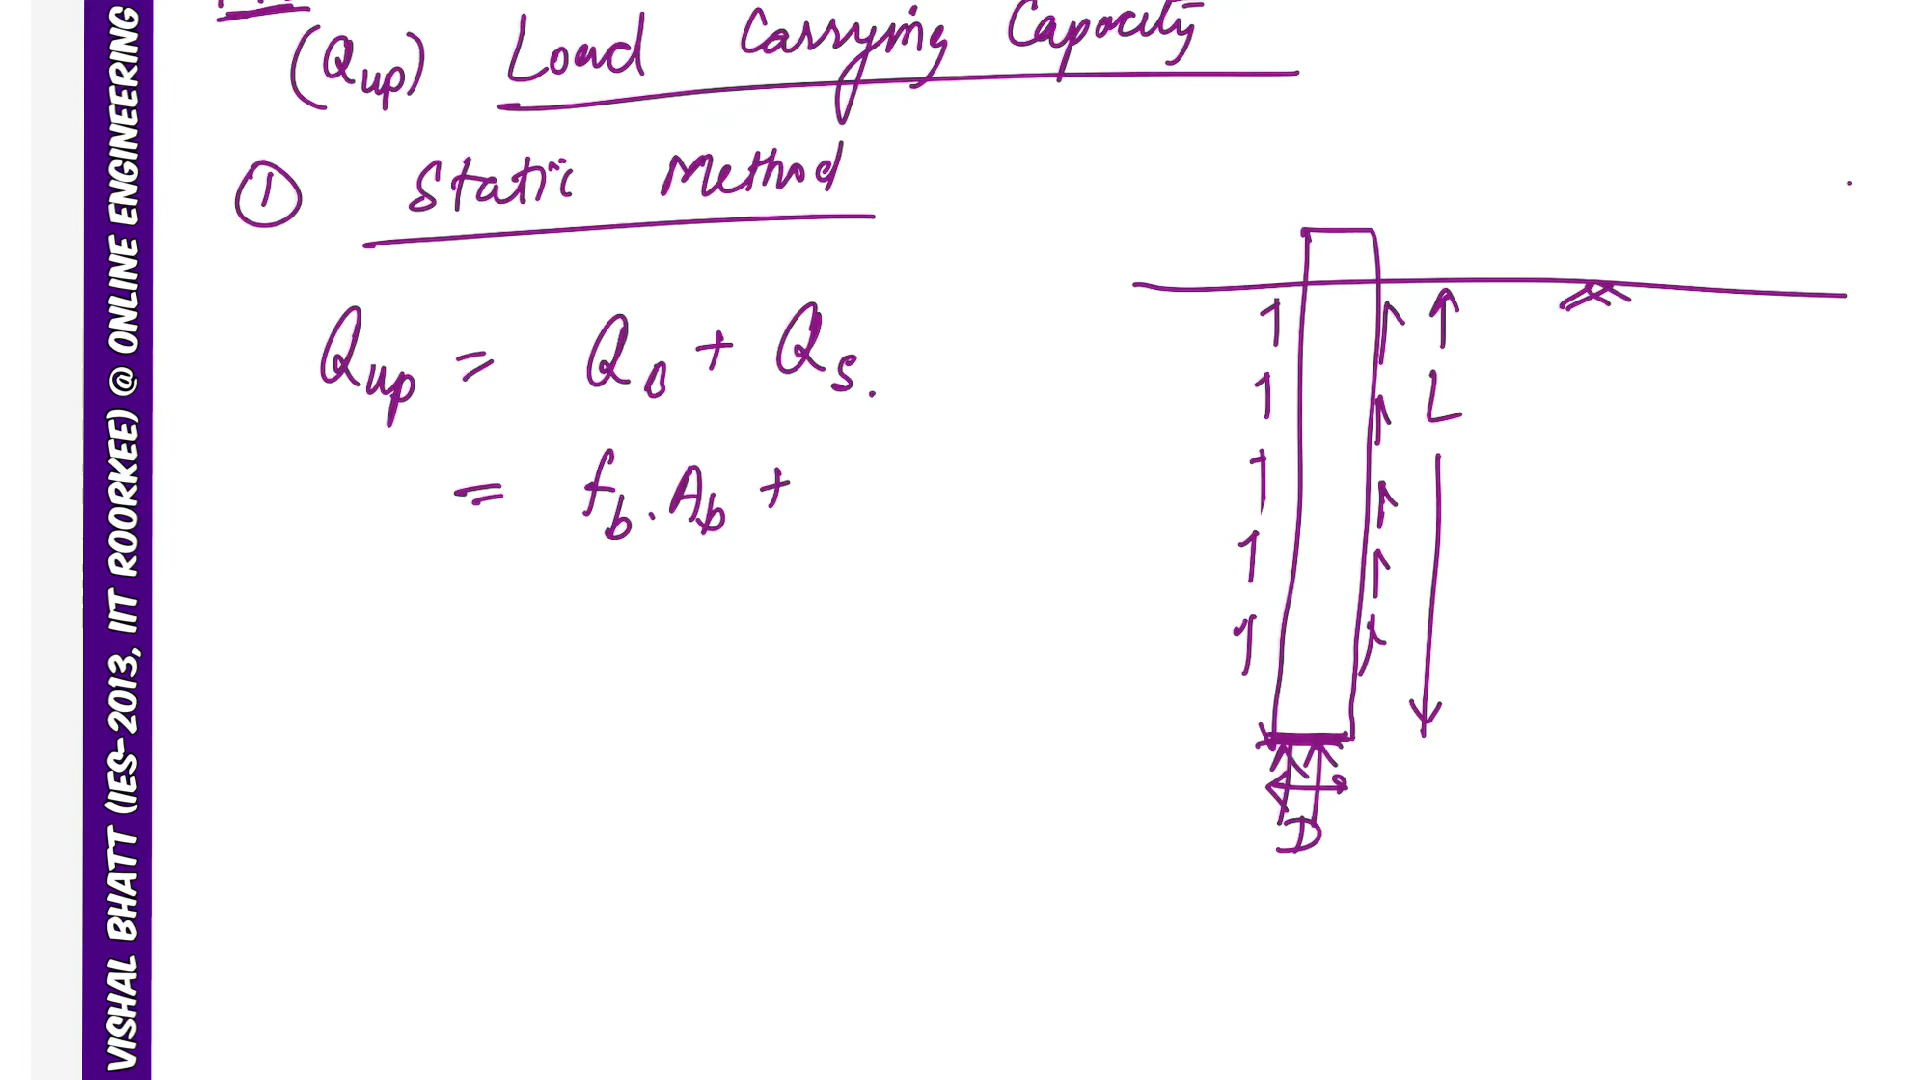 (Qup) Load Carrying Capacity
① Static Method
Qup = Qb + Qs.
= fb . Ab +
L
D
VISHAL BHATT (IES-2013, IIT ROORKEE) @ ONLINE ENGINEERING